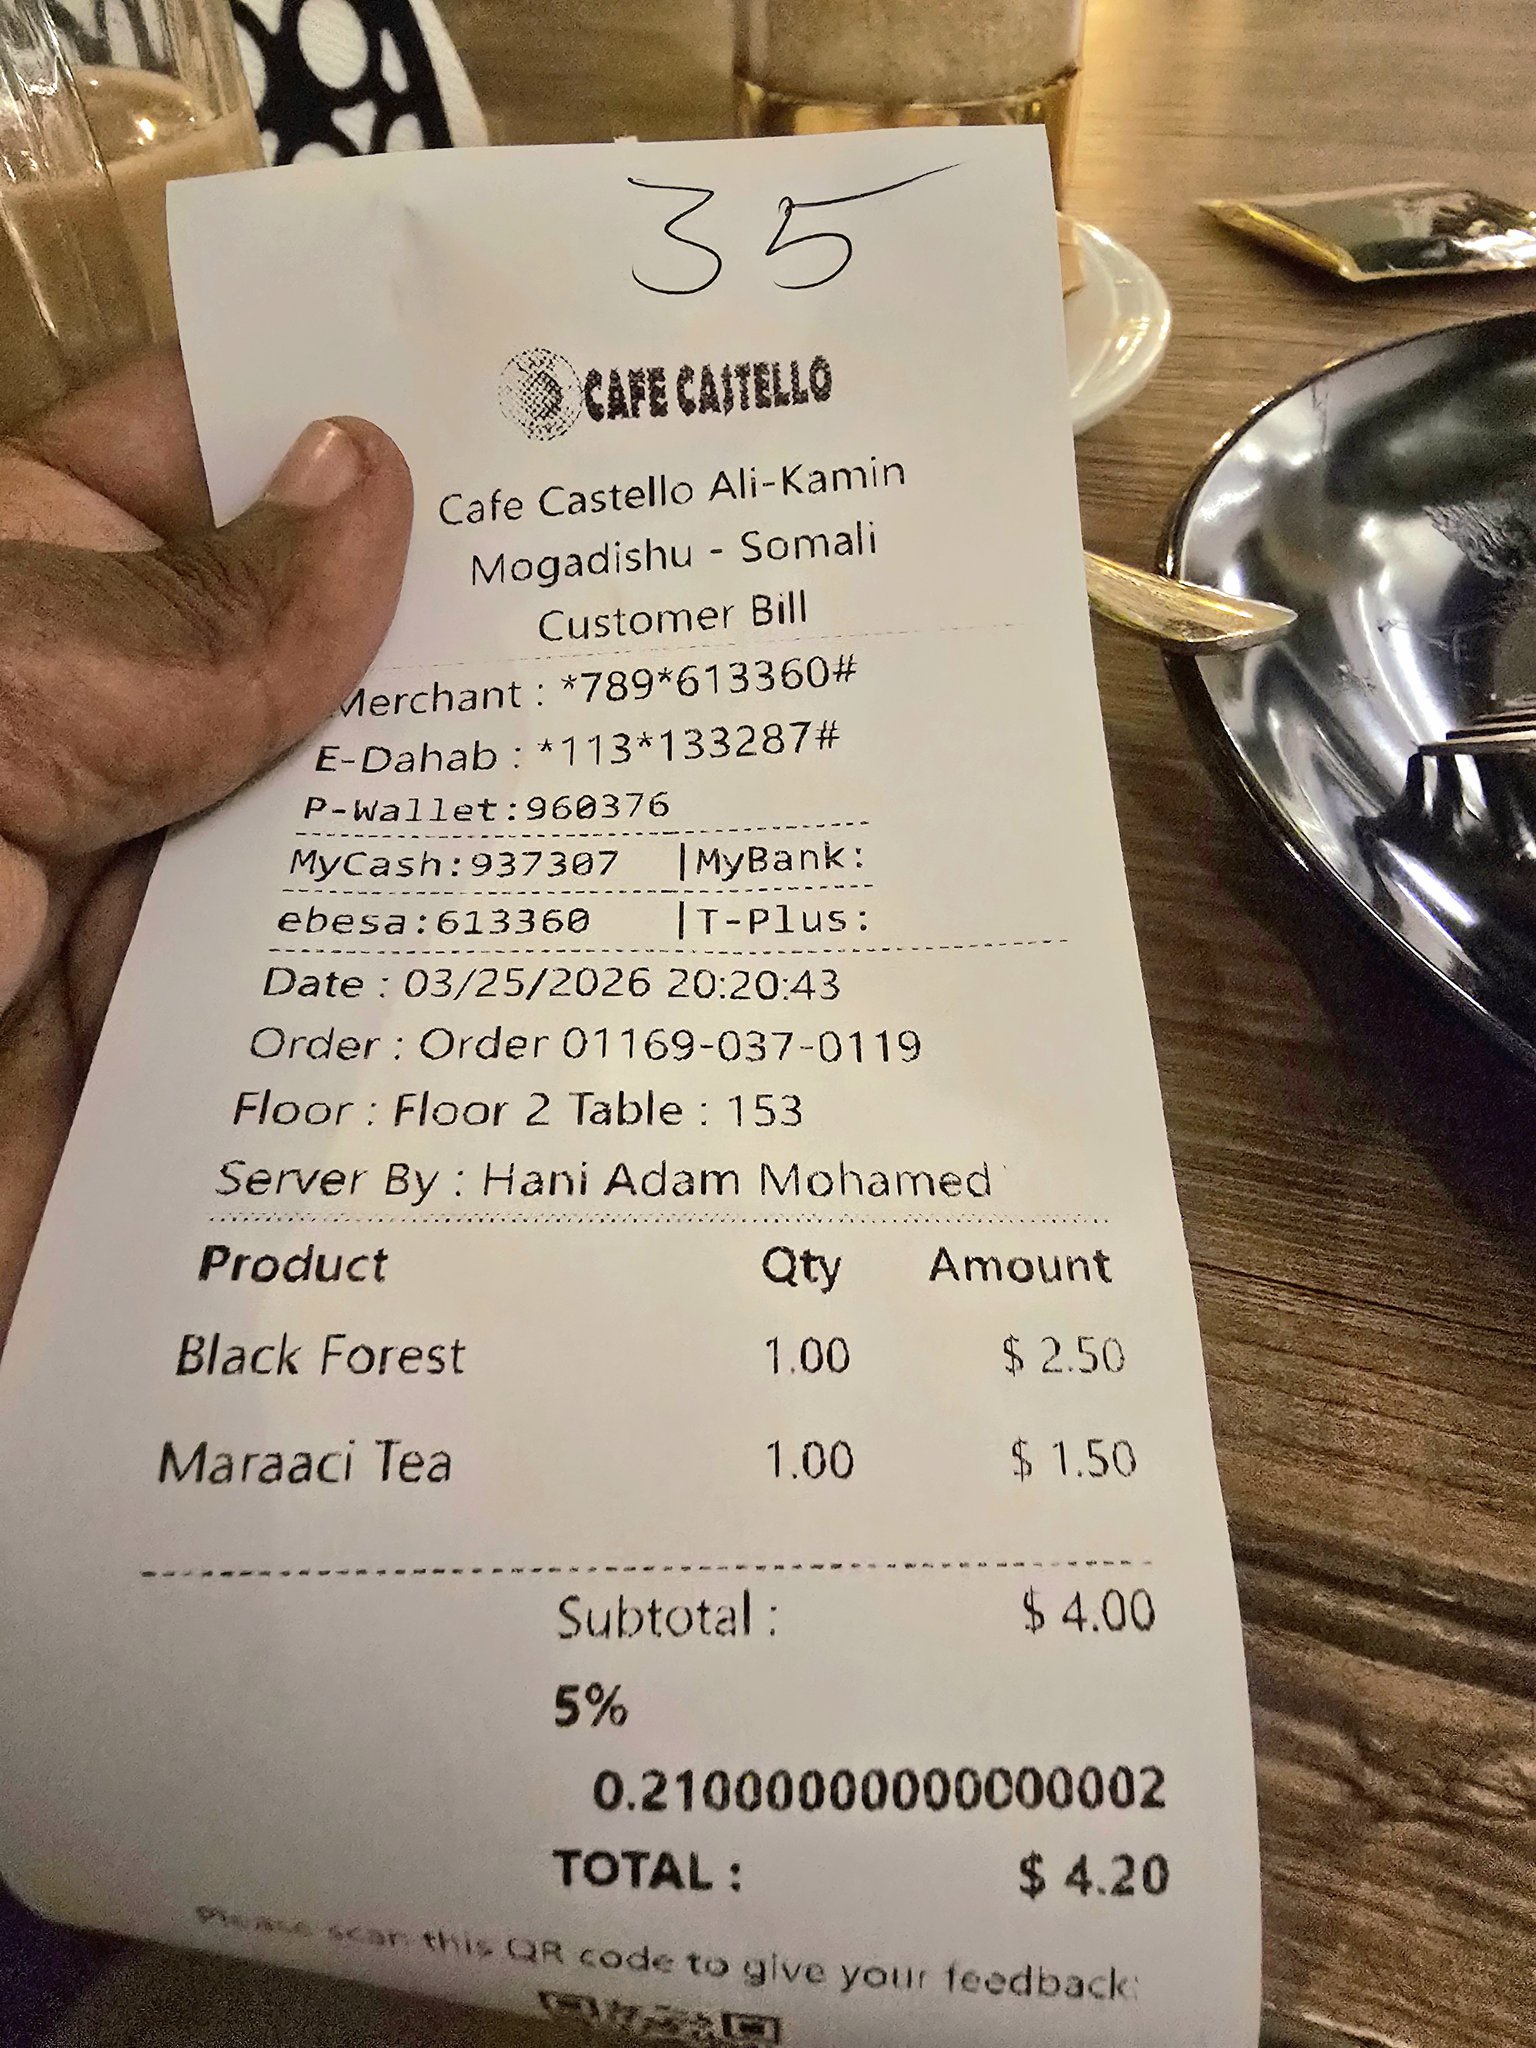 35
CAFE CASTELLO
Cafe Castello Ali-Kamin
Mogadishu - Somali
Customer Bill
Merchant : *789*613360#
E-Dahab : *113*133287#
P-Wallet:960376
MyCash:937307 |MyBank:
ebesa:613360 |T-Plus:
Date : 03/25/2026 20:20:43
Order : Order 01169-037-0119
Floor : Floor 2 Table : 153
Server By : Hani Adam Mohamed
Product Qty Amount
Black Forest 1.00 $ 2.50
Maraaci Tea 1.00 $ 1.50
Subtotal : $ 4.00
5%
0.21000000000000002
TOTAL : $ 4.20
Please scan this QR code to give your feedback: